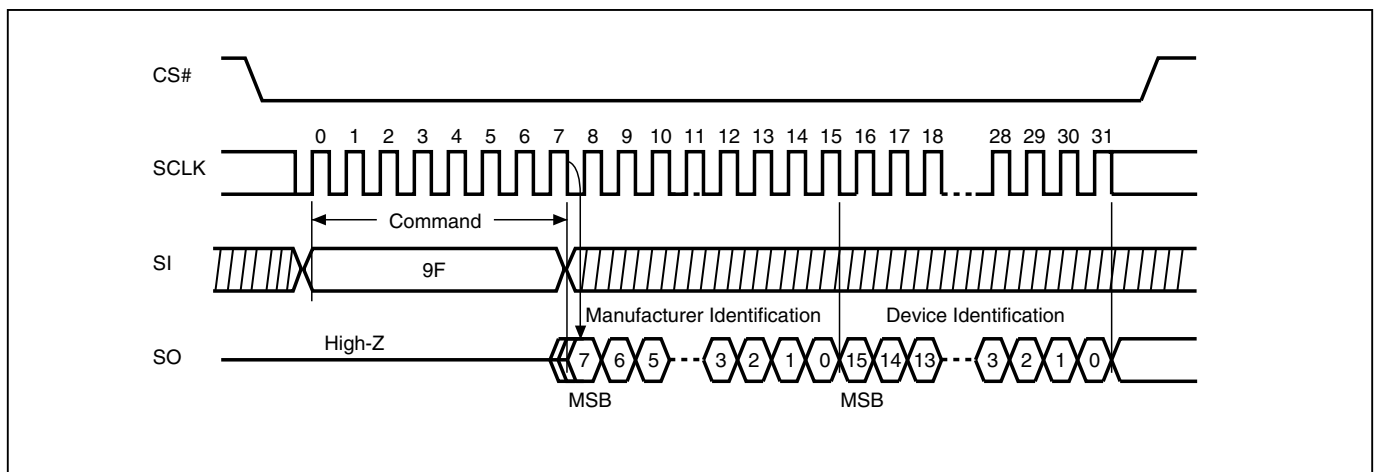 CS#
0 1 2 3 4 5 6 7 8 9 10 11 12 13 14 15 16 17 18 28 29 30 31
SCLK
Command
SI
9F
Manufacturer Identification Device Identification
High-Z
SO
7 6 5 3 2 1 0 15 14 13 3 2 1 0
MSB MSB